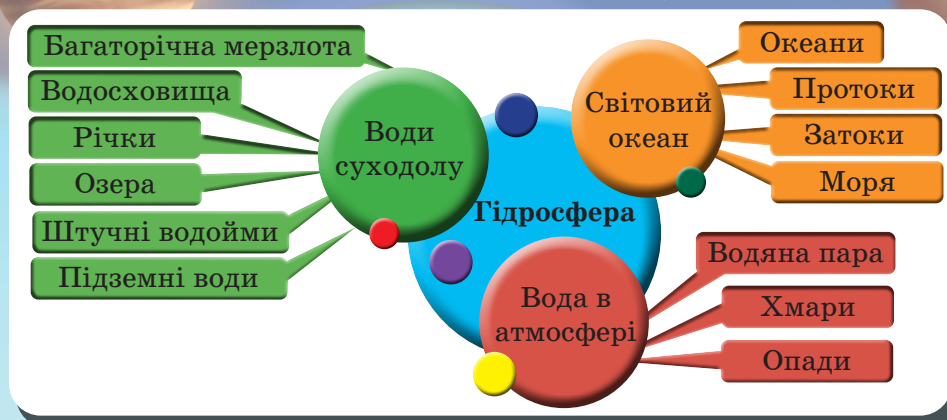 Багаторічна мерзлота
Водосховища
Річки
Озера
Штучні водойми
Підземні води
Води
суходолу
Гідросфера
Світовий
океан
Океани
Протоки
Затоки
Моря
Вода в
атмосфері
Водяна пара
Хмари
Опади